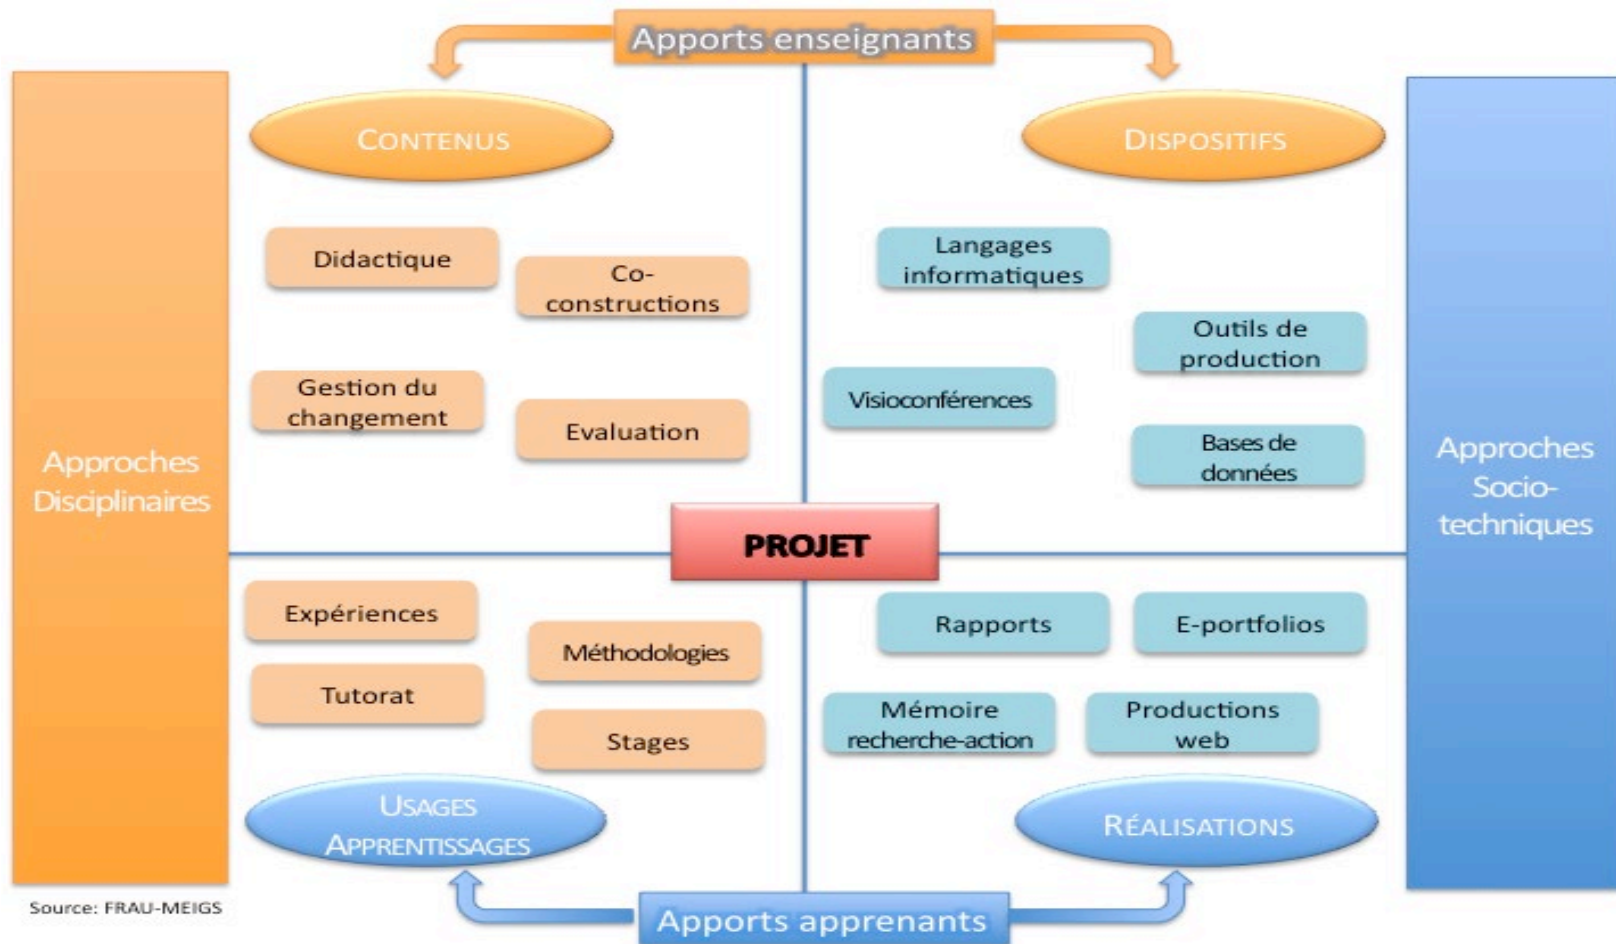 Apports enseignants
CONTENUS
DISPOSITIFS
Approches
Disciplinaires
Didactique
Co-
constructions
Gestion du
changement
Evaluation
Langages
informatiques
Outils de
production
Visioconférences
Bases de
données
Approches
Socio-
techniques
PROJET
Expériences
Méthodologies
Tutorat
Stages
Rapports
E-portfolios
Mémoire
recherche-action
Productions
web
USAGES
APPRENTISSAGES
RÉALISATIONS
Source: FRAU-MEIGS
Apports apprenants